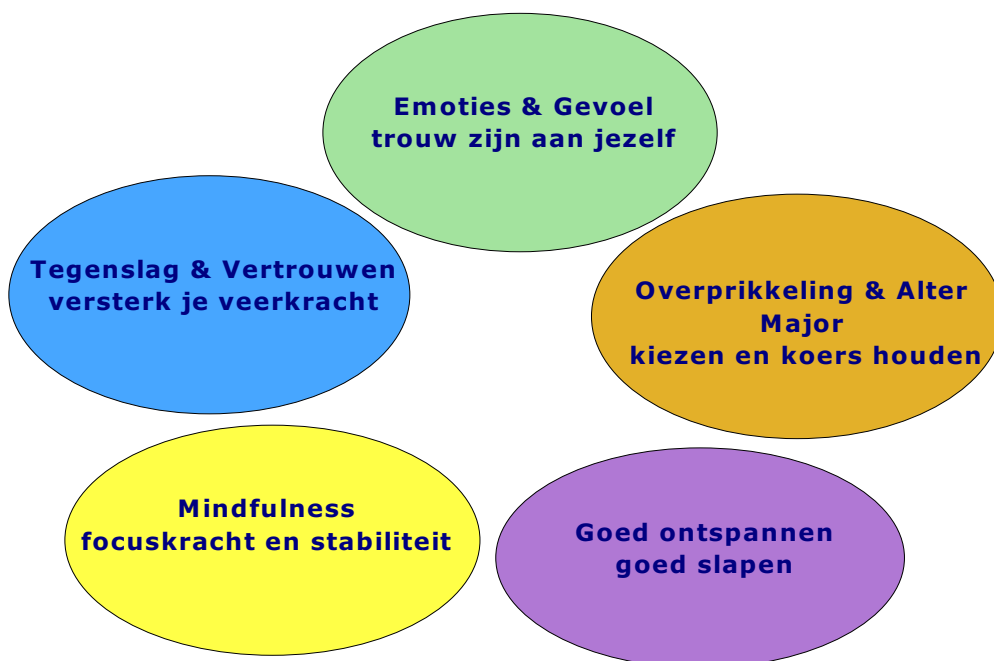 Emoties & Gevoel
trouw zijn aan jezelf
Tegenslag & Vertrouwen
versterk je veerkracht
Overprikkeling & Alter
Major
kiezen en koers houden
Mindfulness
focuskracht en stabiliteit
Goed ontspannen
goed slapen